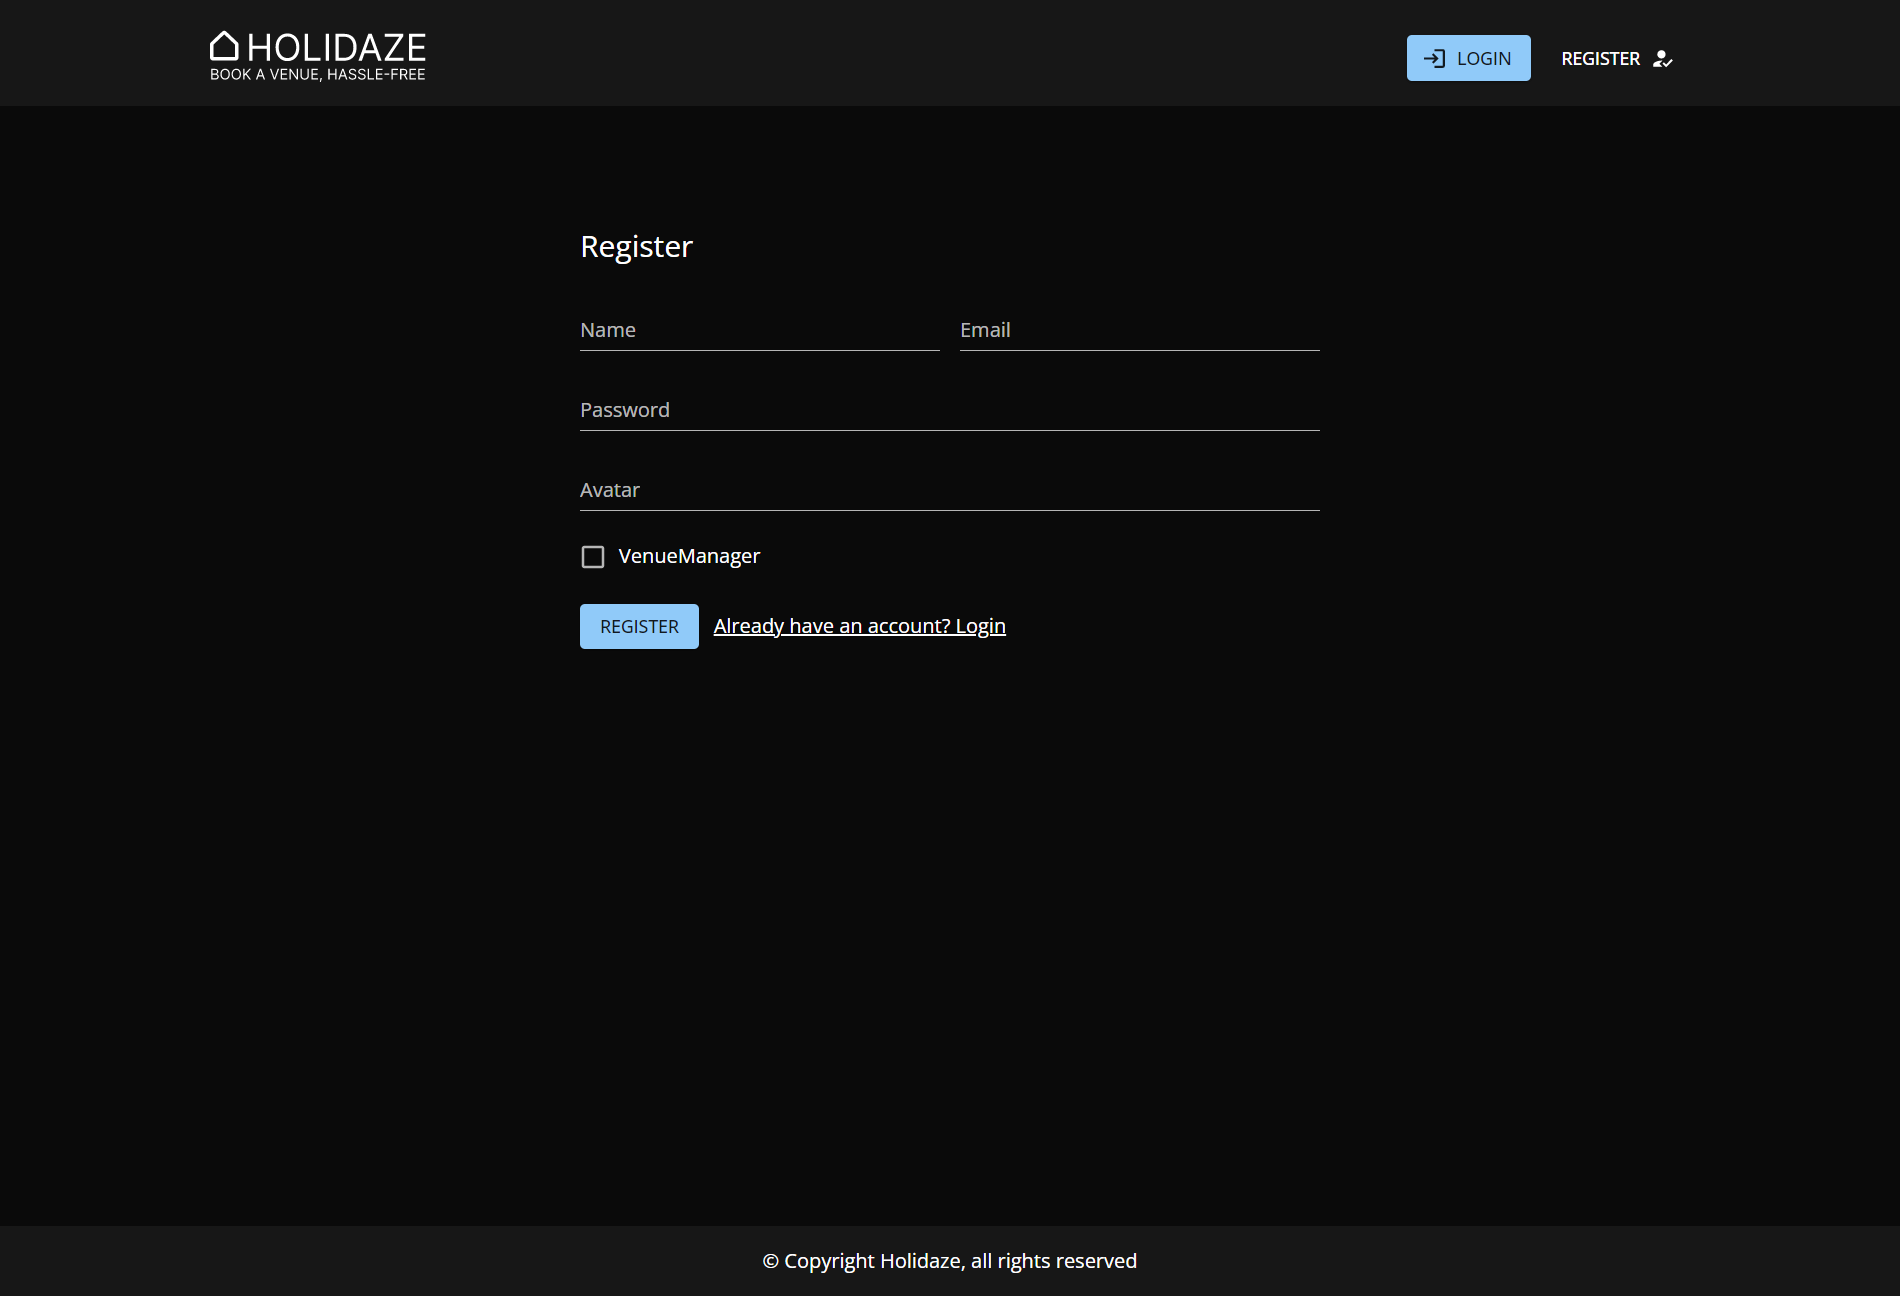 HOLIDAZE
BOOK A VENUE, HASSLE-FREE
LOGIN
REGISTER
Register
Name
Email
Password
Avatar
VenueManager
REGISTER
Already have an account? Login
© Copyright Holidaze, all rights reserved